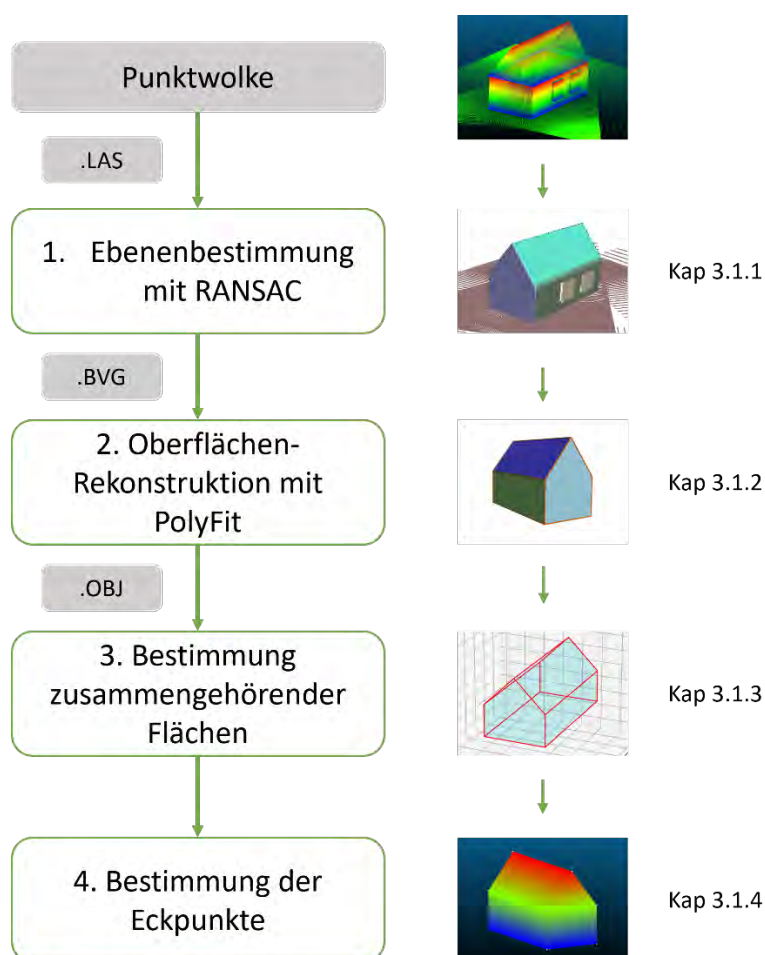 Punktwolke
.LAS
1. Ebenenbestimmung
mit RANSAC
Kap 3.1.1
.BVG
2. Oberflächen-
Rekonstruktion mit
PolyFit
Kap 3.1.2
.OBJ
3. Bestimmung
zusammengehörender
Flächen
Kap 3.1.3
4. Bestimmung der
Eckpunkte
Kap 3.1.4